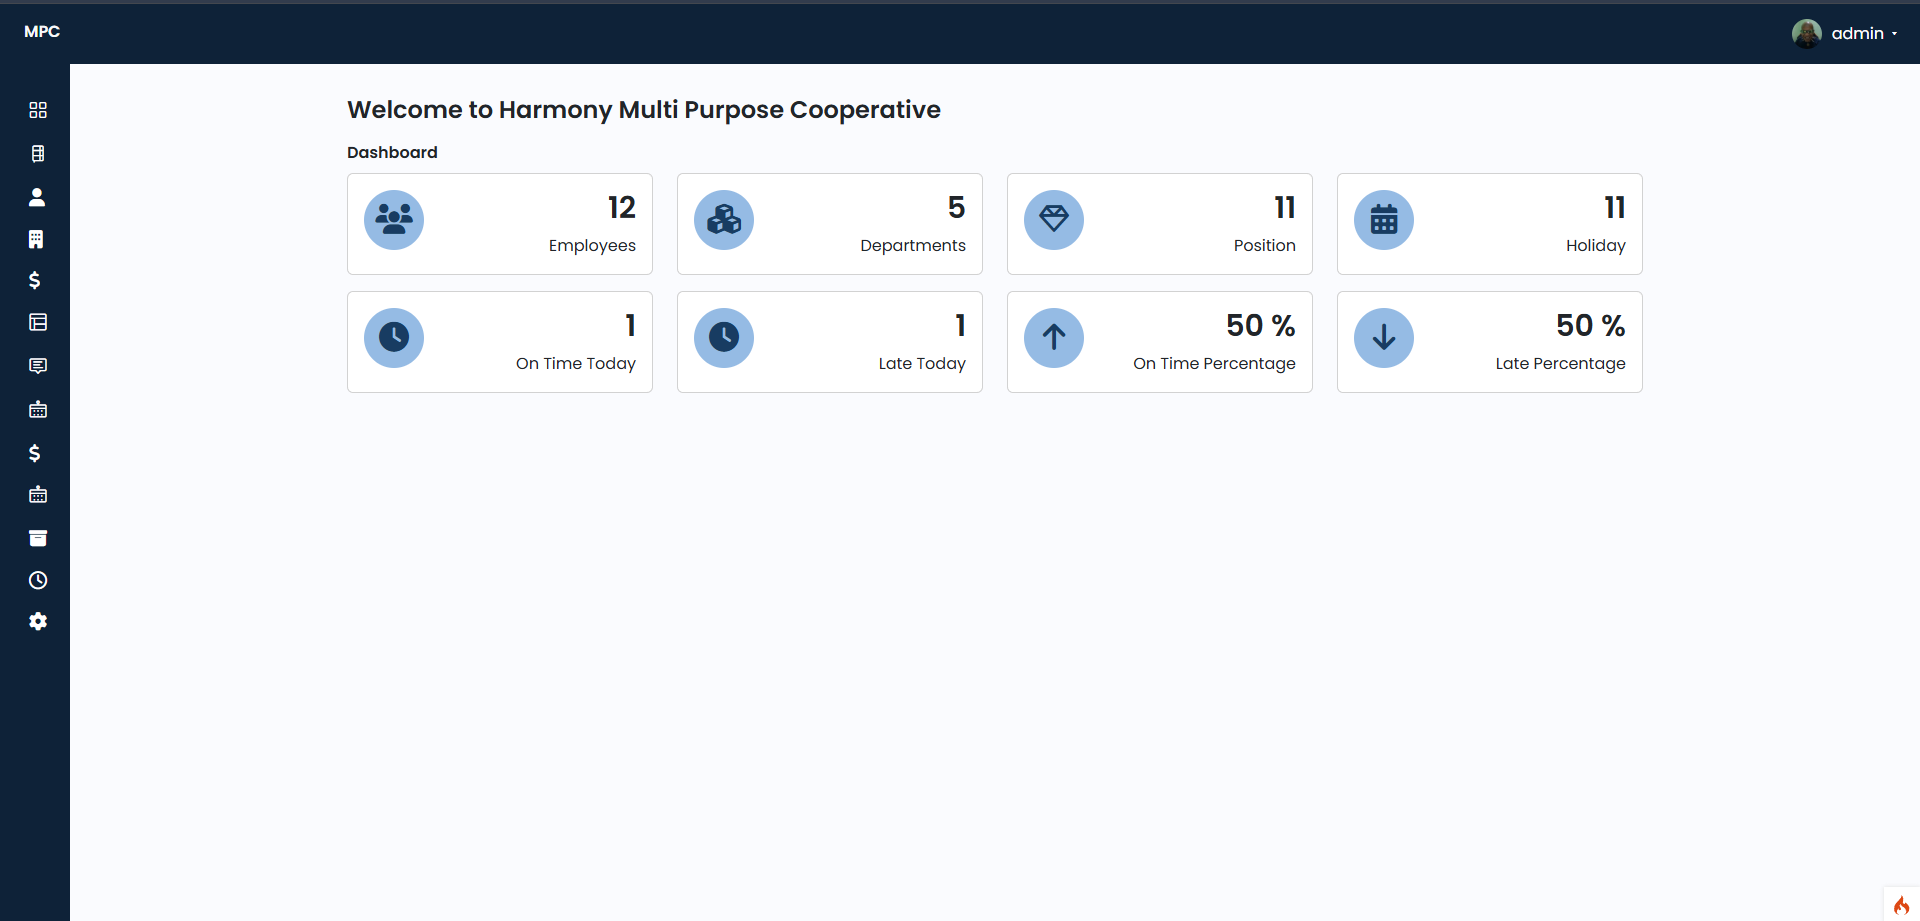 MPC
admin
Welcome to Harmony Multi Purpose Cooperative
Dashboard
12
Employees
5
Departments
11
Position
11
Holiday
1
On Time Today
1
Late Today
50 %
On Time Percentage
50 %
Late Percentage